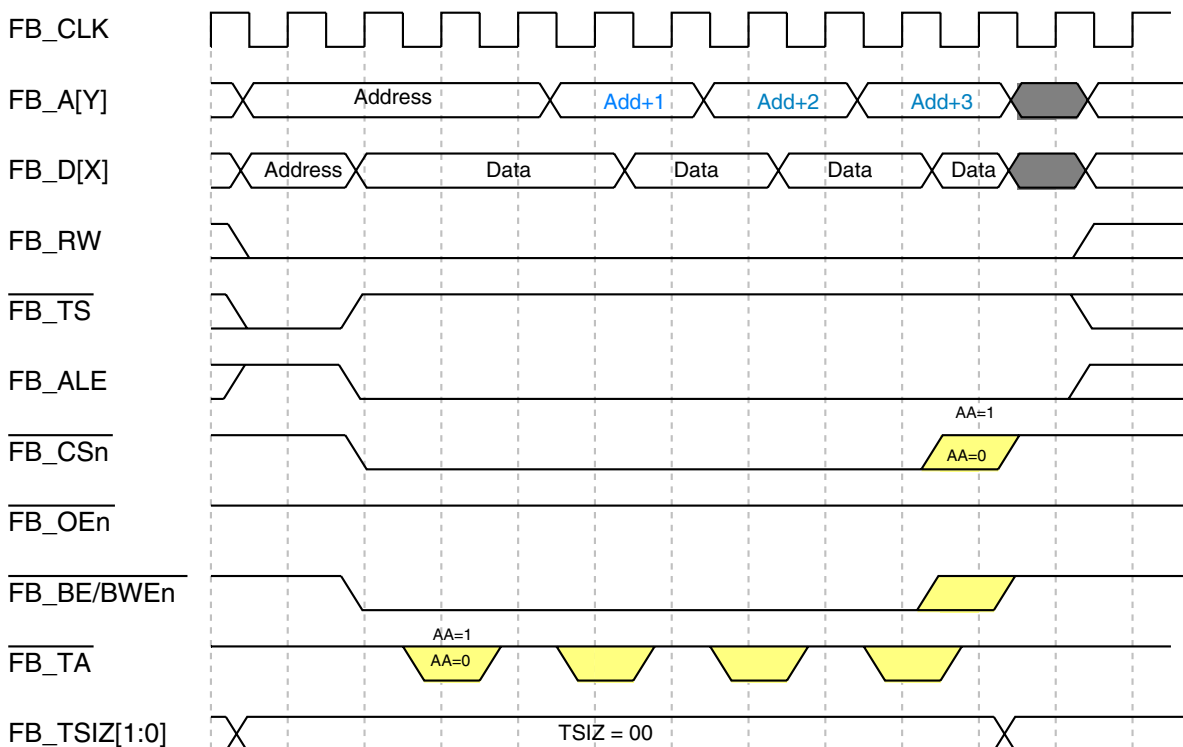 FB_CLK
FB_A[Y]
Address
Add+1
Add+2
Add+3
FB_D[X]
Address
Data
Data
Data
Data
FB_RW
FB_TS
FB_ALE
AA=1
FB_CSn
AA=0
FB_OEn
FB_BE/BWEn
AA=1
FB_TA
AA=0
FB_TSIZ[1:0]
TSIZ = 00